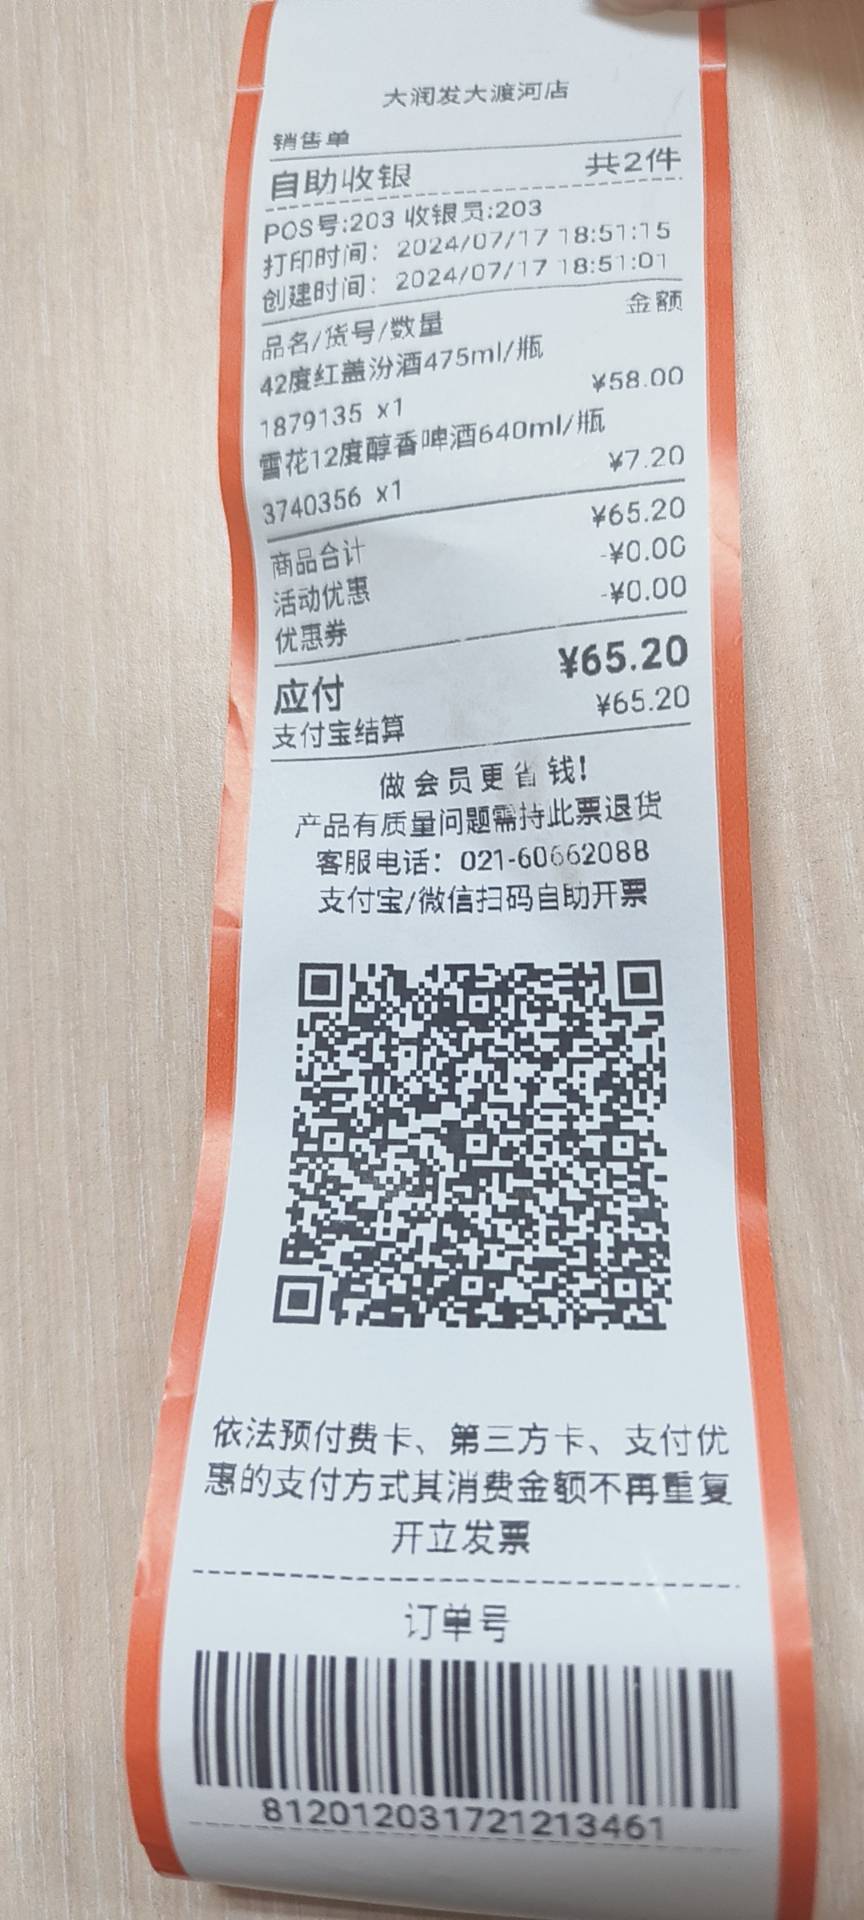 大润发大渡河店
销售单
自助收银 共2件
POS号:203 收银员:203
打印时间： 2024/07/17 18:51:15
创建时间： 2024/07/17 18:51:01
品名/货号/数量 金额
42度红盖汾酒475ml/瓶
1879135 x1 ¥58.00
雪花12度醇香啤酒640ml/瓶
3740356 x1 ¥7.20
商品合计 ¥65.20
活动优惠 -¥0.00
优惠券 -¥0.00
应付 ¥65.20
支付宝结算 ¥65.20
做会员更省钱!
产品有质量问题需持此票退货
客服电话： 021-60662088
支付宝/微信扫码自助开票
依法预付费卡、第三方卡、支付优
惠的支付方式其消费金额不再重复
开立发票
订单号
812012031721213461